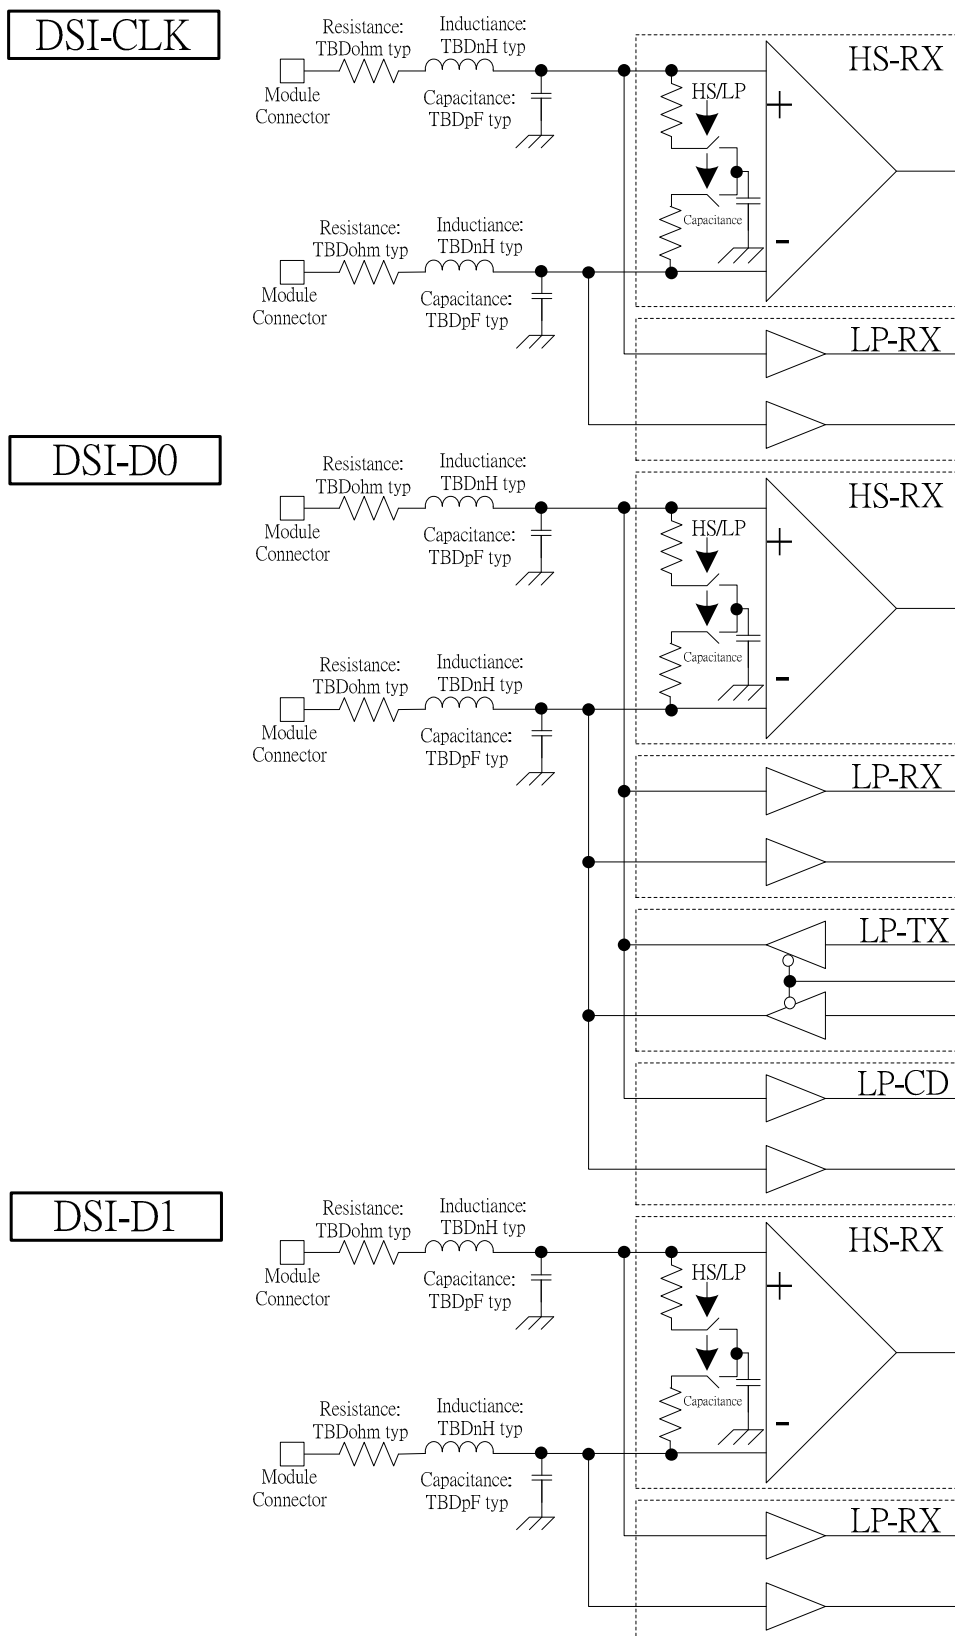 DSI-CLK
Resistance:
TBDohm typ
Inductiance:
TBDnH typ
HS-RX
Module
Connector
Capacitance:
TBDpF typ
HS/LP
+
Capacitance
-
Resistance:
TBDohm typ
Inductiance:
TBDnH typ
Module
Connector
Capacitance:
TBDpF typ
LP-RX
DSI-D0
Resistance:
TBDohm typ
Inductiance:
TBDnH typ
HS-RX
Module
Connector
Capacitance:
TBDpF typ
HS/LP
+
Capacitance
-
Resistance:
TBDohm typ
Inductiance:
TBDnH typ
Module
Connector
Capacitance:
TBDpF typ
LP-RX
LP-TX
LP-CD
DSI-D1
Resistance:
TBDohm typ
Inductiance:
TBDnH typ
HS-RX
Module
Connector
Capacitance:
TBDpF typ
HS/LP
+
Capacitance
-
Resistance:
TBDohm typ
Inductiance:
TBDnH typ
Module
Connector
Capacitance:
TBDpF typ
LP-RX